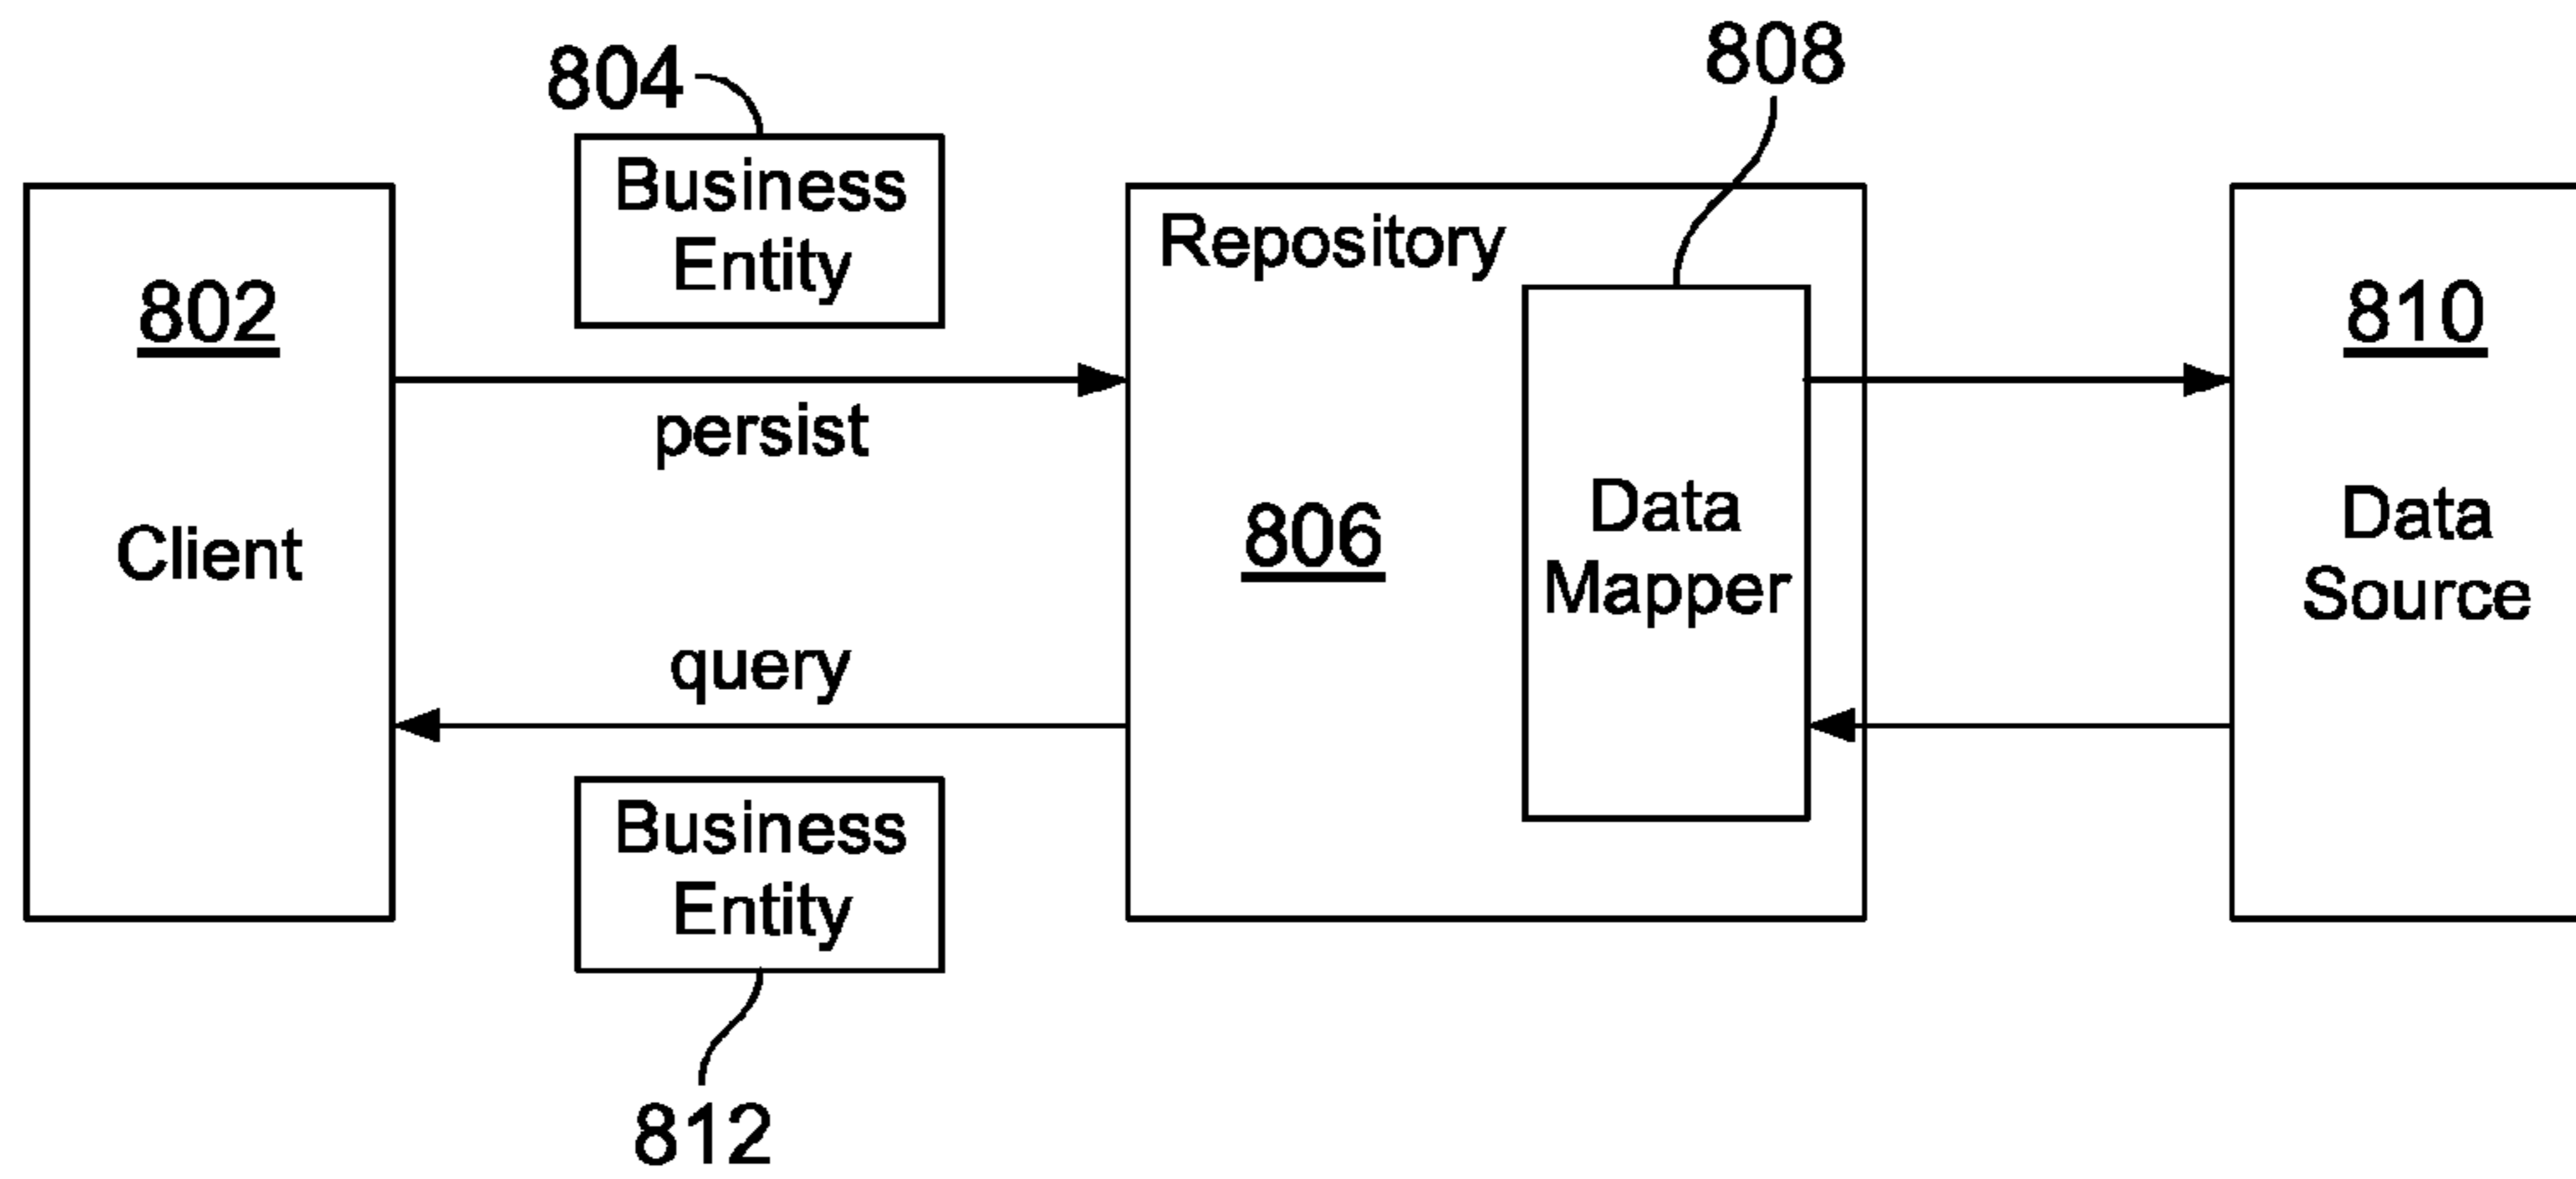 804
808
Business
Entity
802
Client
persist
query
Repository
806
Data
Mapper
810
Data
Source
Business
Entity
812